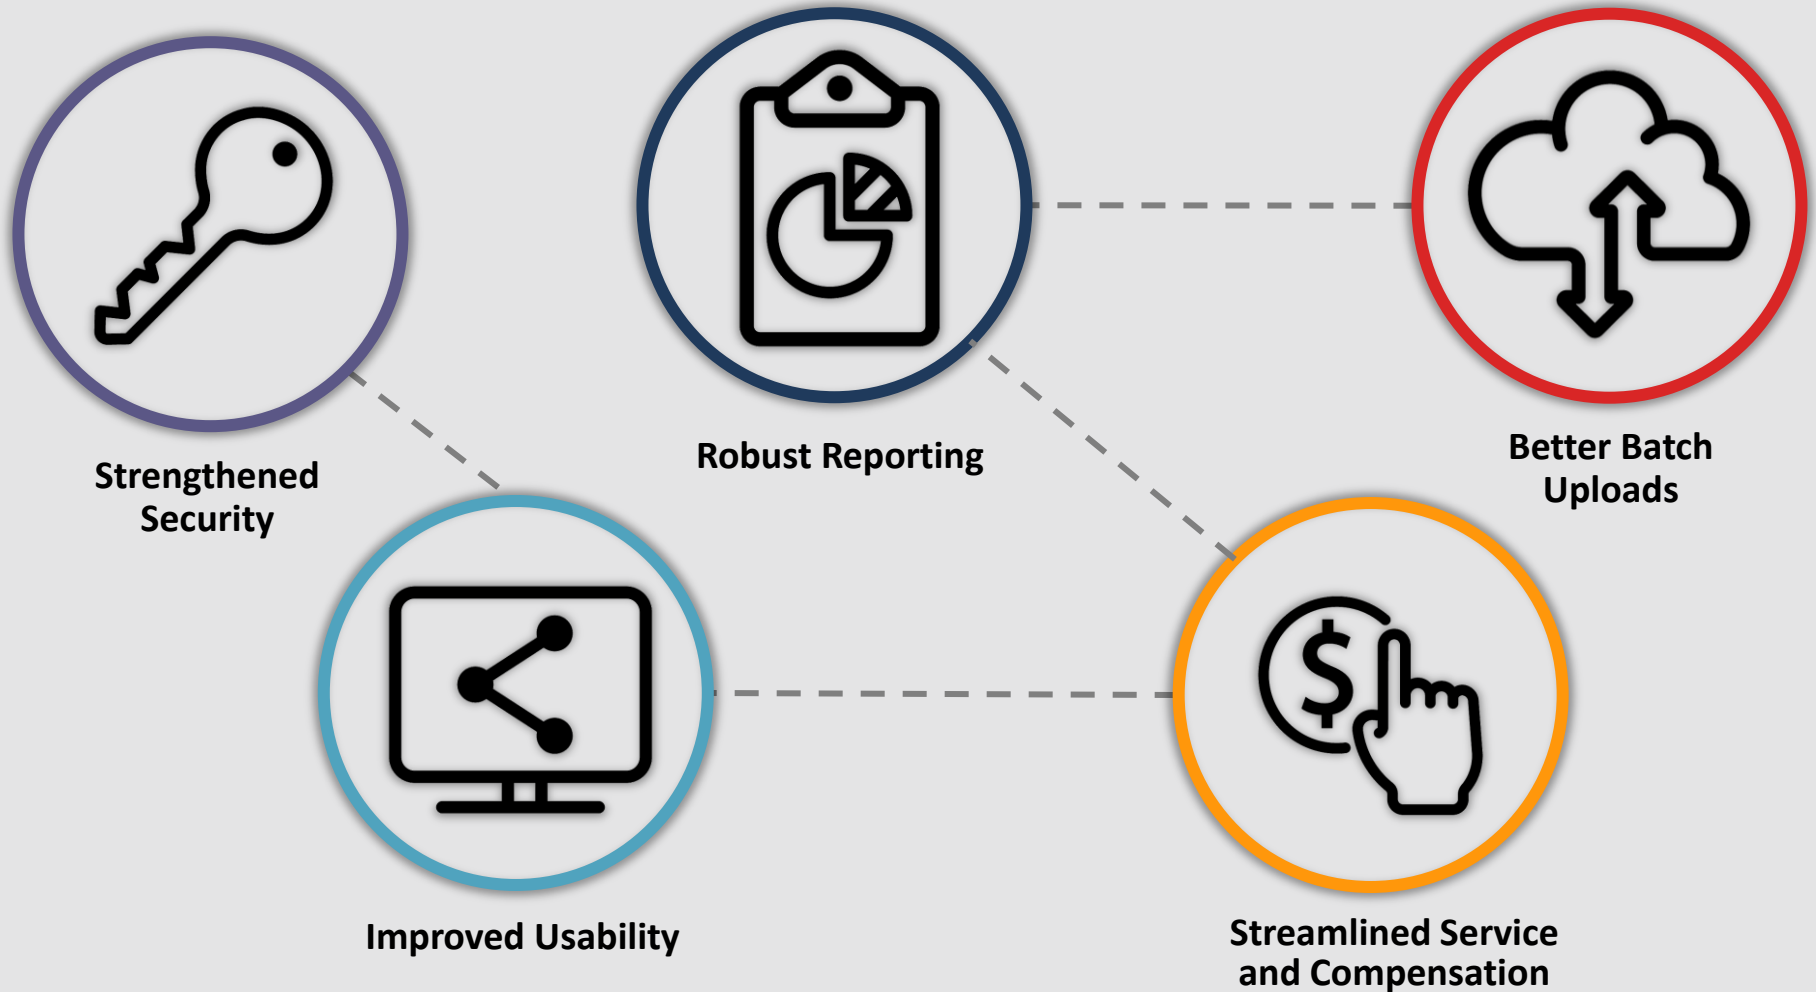 Strengthened
Security
Robust Reporting
Better Batch
Uploads
$
Improved Usability
Streamlined Service
and Compensation